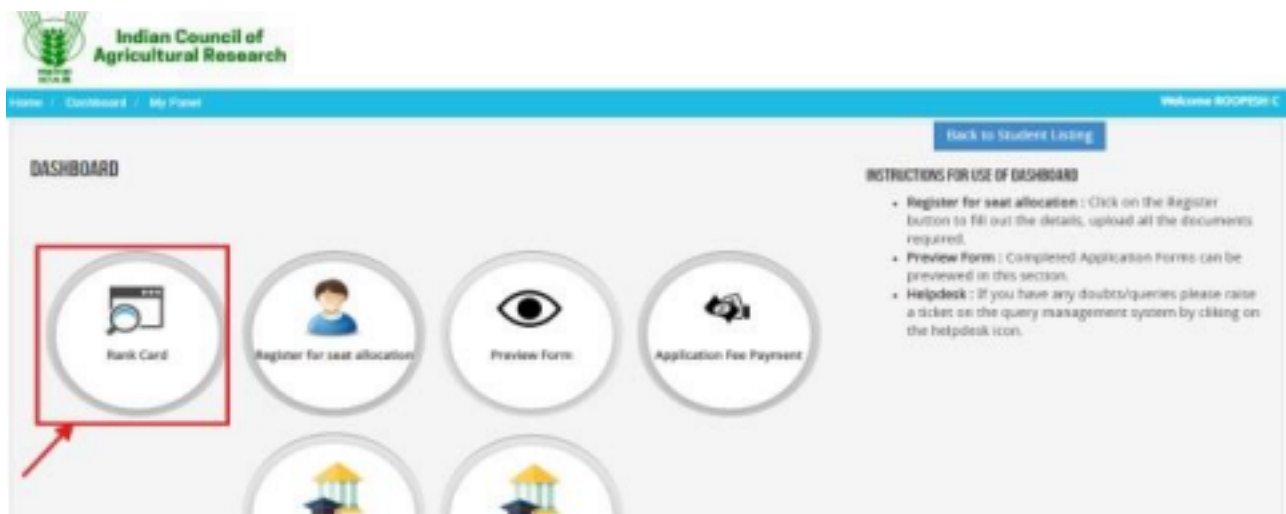 Indian Council of
Agricultural Research
Home / Dashboard / My Panel
Welcome ROOPESH C
Back to Student Listing
DASHBOARD
INSTRUCTIONS FOR USE OF DASHBOARD
• Register for seat allocation : Click on the Register
button to fill out the details, upload all the documents
required.
• Preview Form : Completed Application Forms can be
previewed in this section.
• Helpdesk : If you have any doubts/queries please raise
a ticket on the query management system by cliking on
the helpdesk icon.
Rank Card
Register for seat allocation
Preview Form
Application Fee Payment